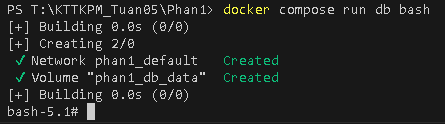 PS T:\KTTKPM_Tuan05\Phan1> docker compose run db bash
[+] Building 0.0s (0/0)
[+] Creating 2/0
✔ Network phan1_default Created
✔ Volume "phan1_db_data" Created
[+] Building 0.0s (0/0)
bash-5.1#